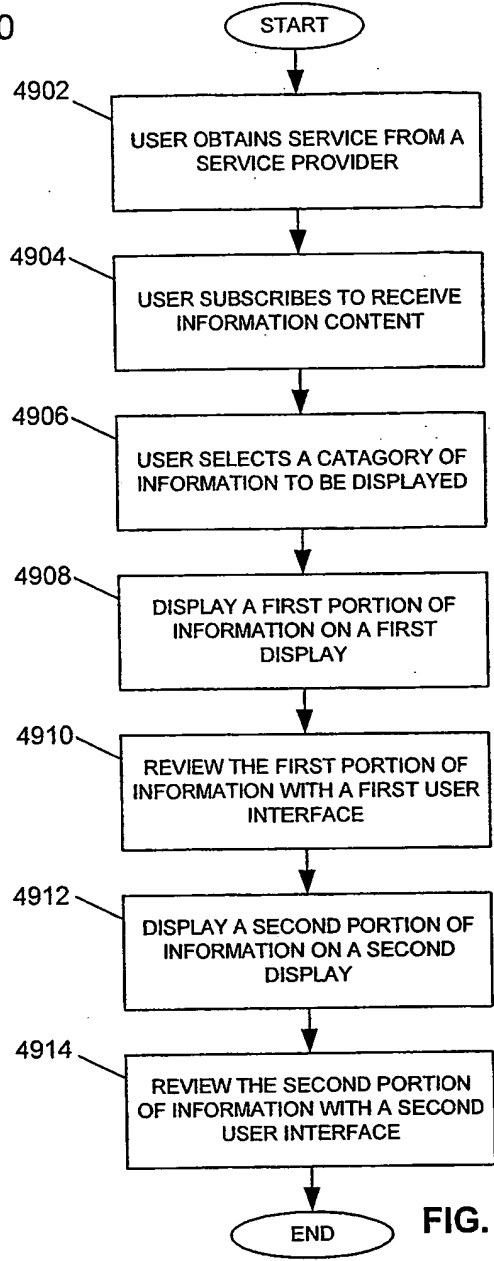 0
START
4902
USER OBTAINS SERVICE FROM A
SERVICE PROVIDER
4904
USER SUBSCRIBES TO RECEIVE
INFORMATION CONTENT
4906
USER SELECTS A CATAGORY OF
INFORMATION TO BE DISPLAYED
4908
DISPLAY A FIRST PORTION OF
INFORMATION ON A FIRST
DISPLAY
4910
REVIEW THE FIRST PORTION OF
INFORMATION WITH A FIRST USER
INTERFACE
4912
DISPLAY A SECOND PORTION OF
INFORMATION ON A SECOND
DISPLAY
4914
REVIEW THE SECOND PORTION
OF INFORMATION WITH A SECOND
USER INTERFACE
END
FIG.